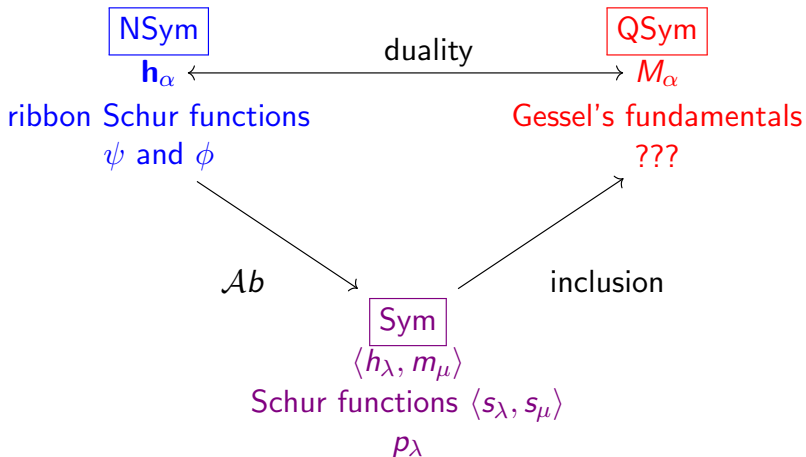 NSym
QSym
duality
𝐡_α
M_α
ribbon Schur functions
Gessel's fundamentals
ψ and ϕ
???
𝒜b
inclusion
Sym
⟨h_λ, m_μ⟩
Schur functions ⟨s_λ, s_μ⟩
p_λ